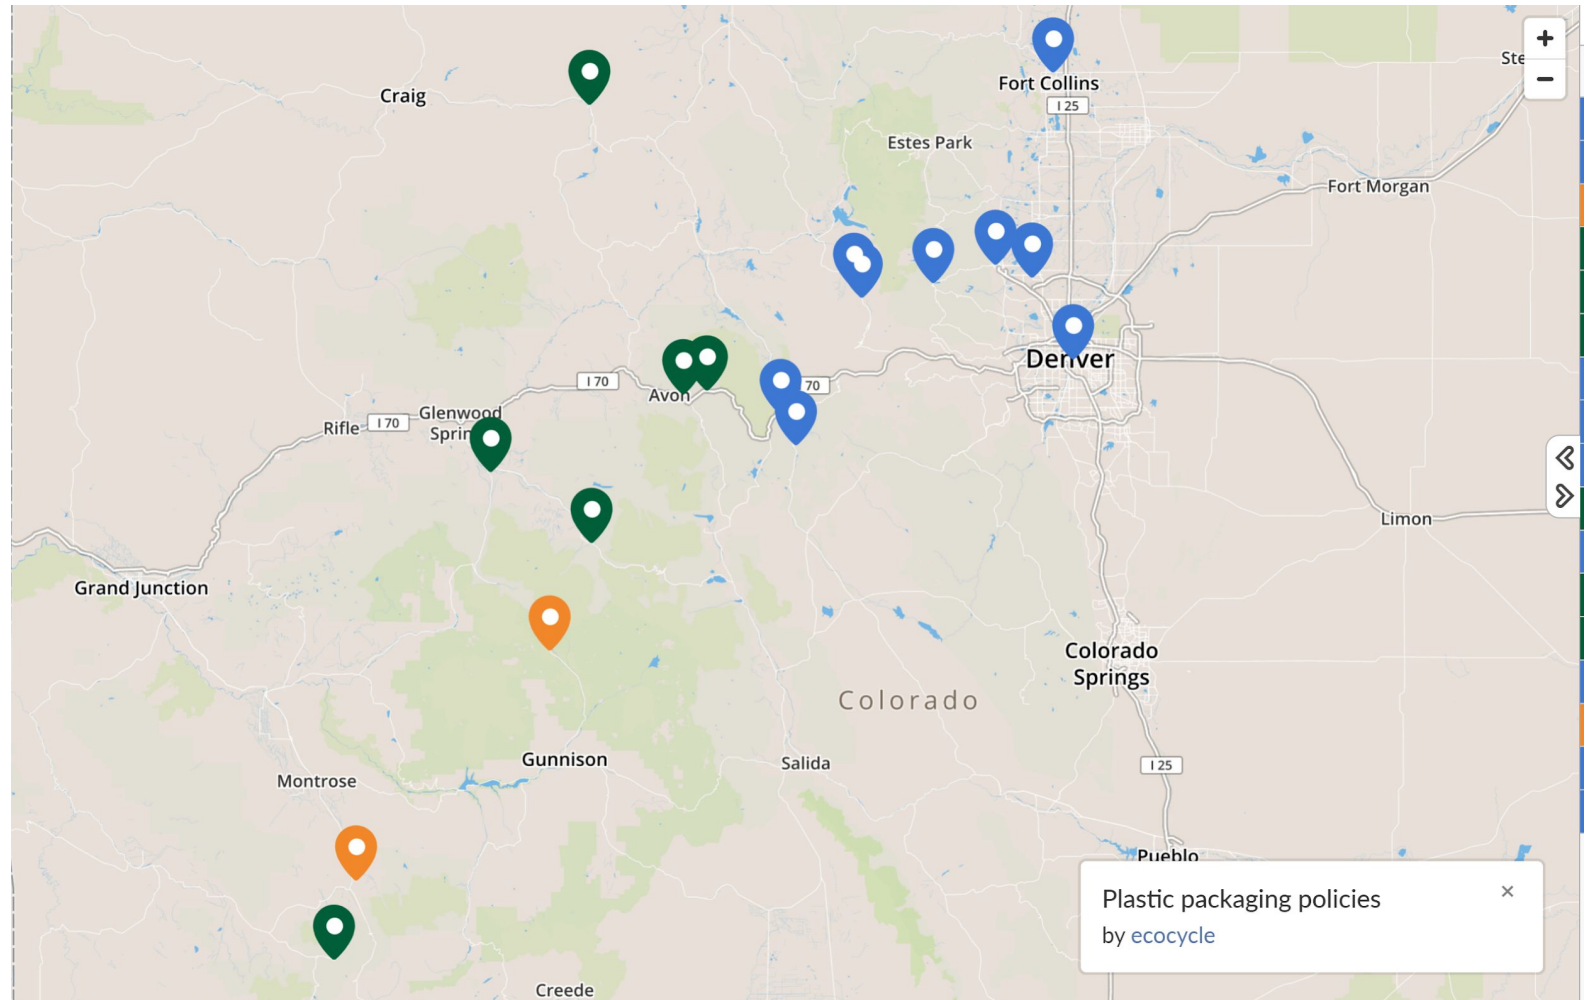 Fort Collins
I 25
Ste
Craig
Estes Park
Fort Morgan
Denver
I 70
70
Avon
Glenwood
Sprin
Rifle
I 70
Limon
Grand Junction
Colorado
Springs
Colorado
Gunnison
Salida
I 25
Montrose
Pueblo
Plastic packaging policies
by ecocycle
Creede